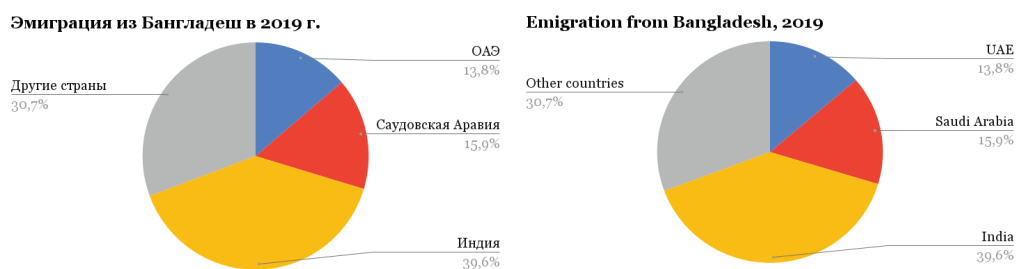 Эмиграция из Бангладеш в 2019 г.
ОАЭ
13,8%
Другие страны
30,7%
Саудовская Аравия
15,9%
Индия
39,6%
Emigration from Bangladesh, 2019
UAE
13,8%
Other countries
30,7%
Saudi Arabia
15,9%
India
39,6%